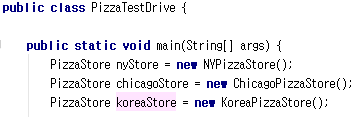 public class PizzaTestDrive {
public static void main(String[] args) {
PizzaStore nyStore = new NYPizzaStore();
PizzaStore chicagoStore = new ChicagoPizzaStore();
PizzaStore koreaStore = new KoreaPizzaStore();